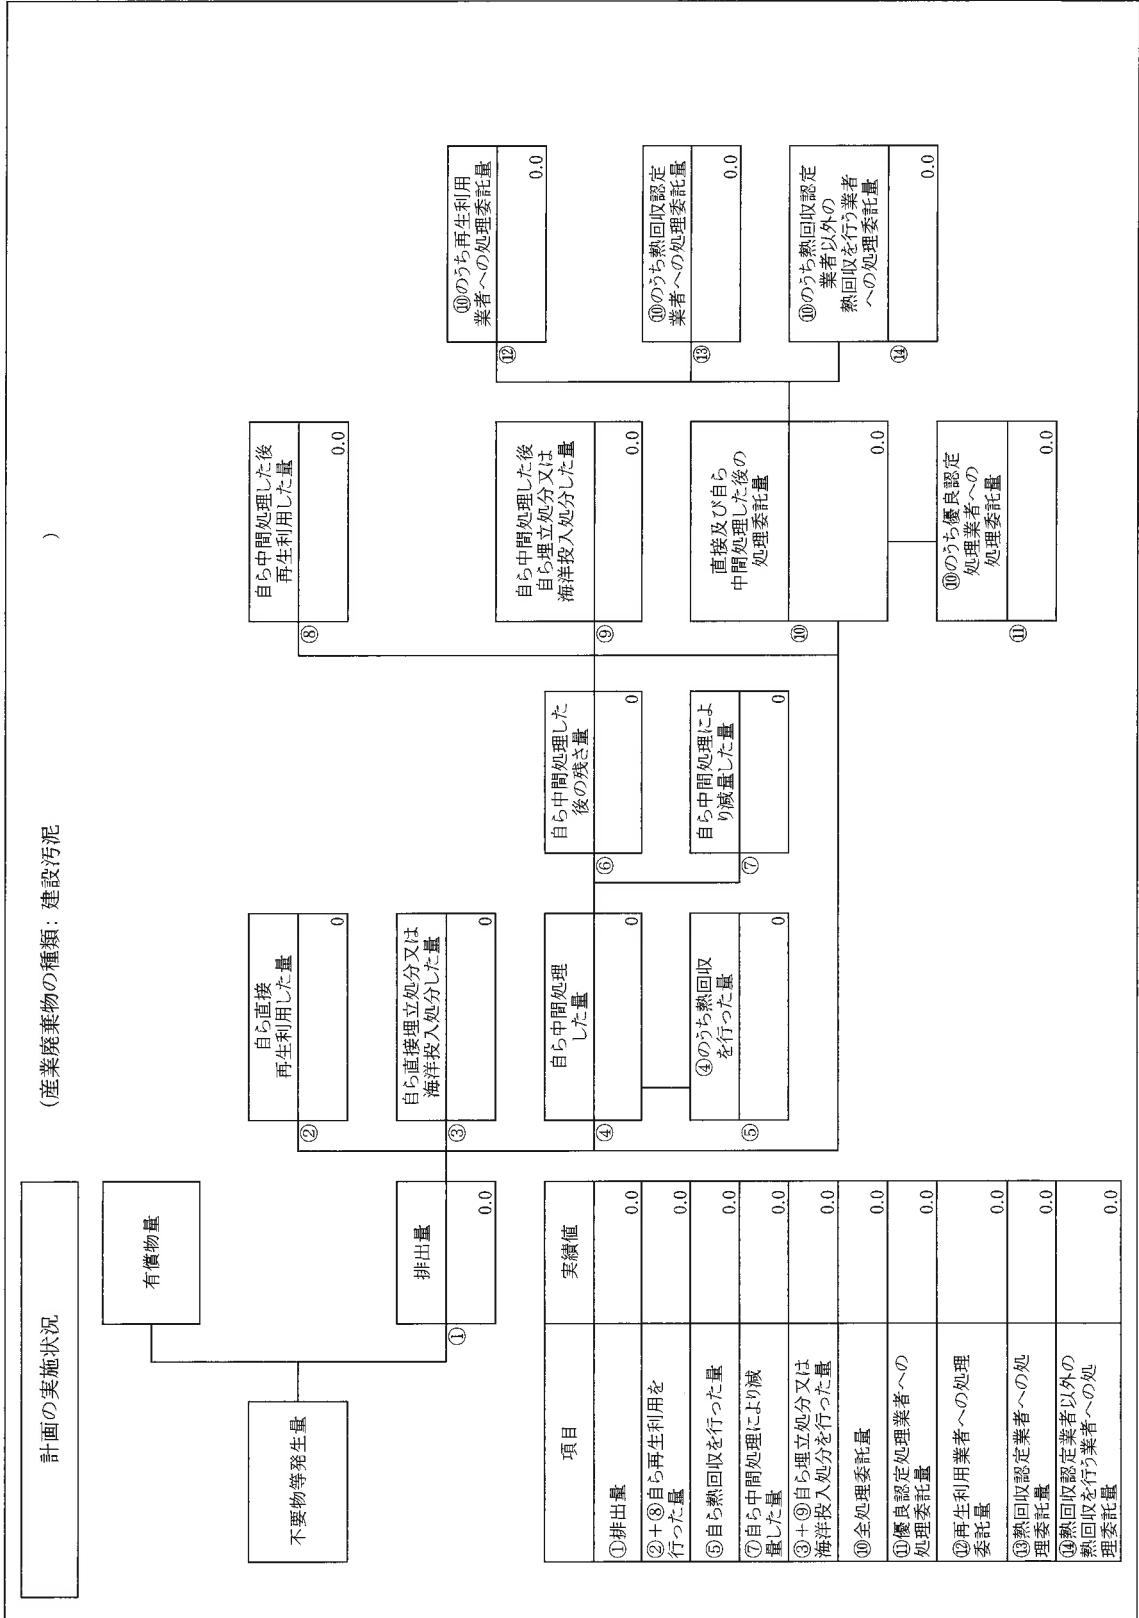 計画の実施状況
(産業廃棄物の種類: 建設汚泥 )
不要物等発生量
有償物量
①
排出量
0.0
②
自ら直接
再生利用した量
0
③
自ら直接埋立処分又は
海洋投入処分した量
0
④
自ら中間処理
した量
0
⑤
④のうち熱回収
を行った量
0
⑥
自ら中間処理した
後の残さ量
0
⑦
自ら中間処理によ
り減量した量
0
⑧
自ら中間処理した後
再生利用した量
0.0
⑨
自ら中間処理した後
自ら埋立処分又は
海洋投入処分した量
0.0
⑩
直接及び自ら
中間処理した後の
処理委託量
0.0
⑪
⑩のうち優良認定
処理業者への
処理委託量
0.0
⑫
⑩のうち再生利用
業者への処理委託量
0.0
⑬
⑩のうち熱回収認定
業者への処理委託量
0.0
⑭
⑩のうち熱回収認定
業者以外の
熱回収を行う業者
への処理委託量
0.0
項目 実績値
①排出量 0.0
②+⑧自ら再生利用を
行った量 0.0
⑤自ら熱回収を行った量 0.0
⑦自ら中間処理により減
量した量 0.0
③+⑨自ら埋立処分又は
海洋投入処分を行った量 0.0
⑩全処理委託量 0.0
⑪優良認定処理業者への
処理委託量 0.0
⑫再生利用業者への処理
委託量 0.0
⑬熱回収認定業者への処
理委託量 0.0
⑭熱回収認定業者以外の
熱回収を行う業者への処
理委託量 0.0